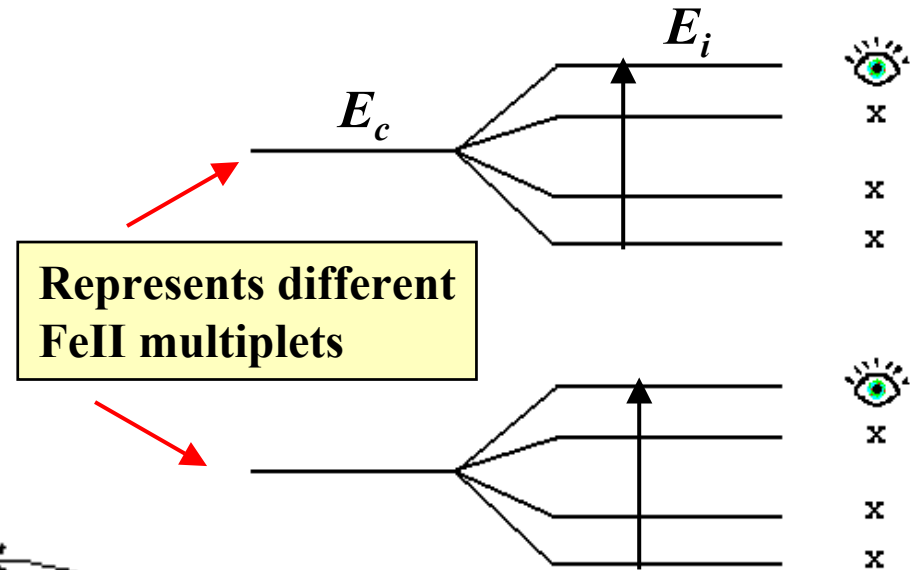 E_i
E_c
x
x
x
Represents different
FeII multiplets
x
x
x